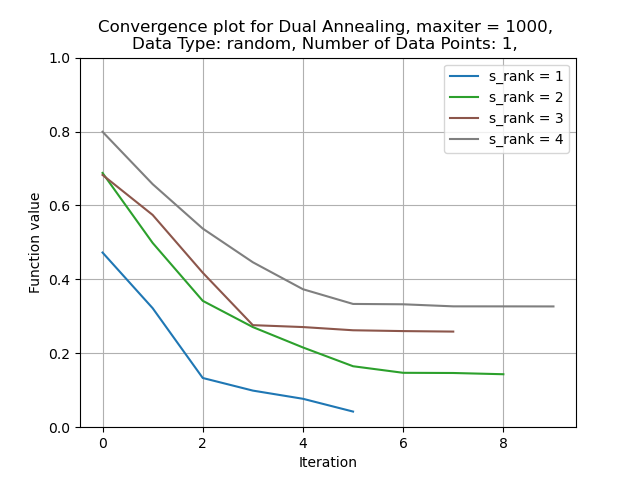 Convergence plot for Dual Annealing, maxiter = 1000,
Data Type: random, Number of Data Points: 1,
1.0
0.8
0.6
0.4
0.2
0.0
Function value
s_rank = 1
s_rank = 2
s_rank = 3
s_rank = 4
0 2 4 6 8
Iteration